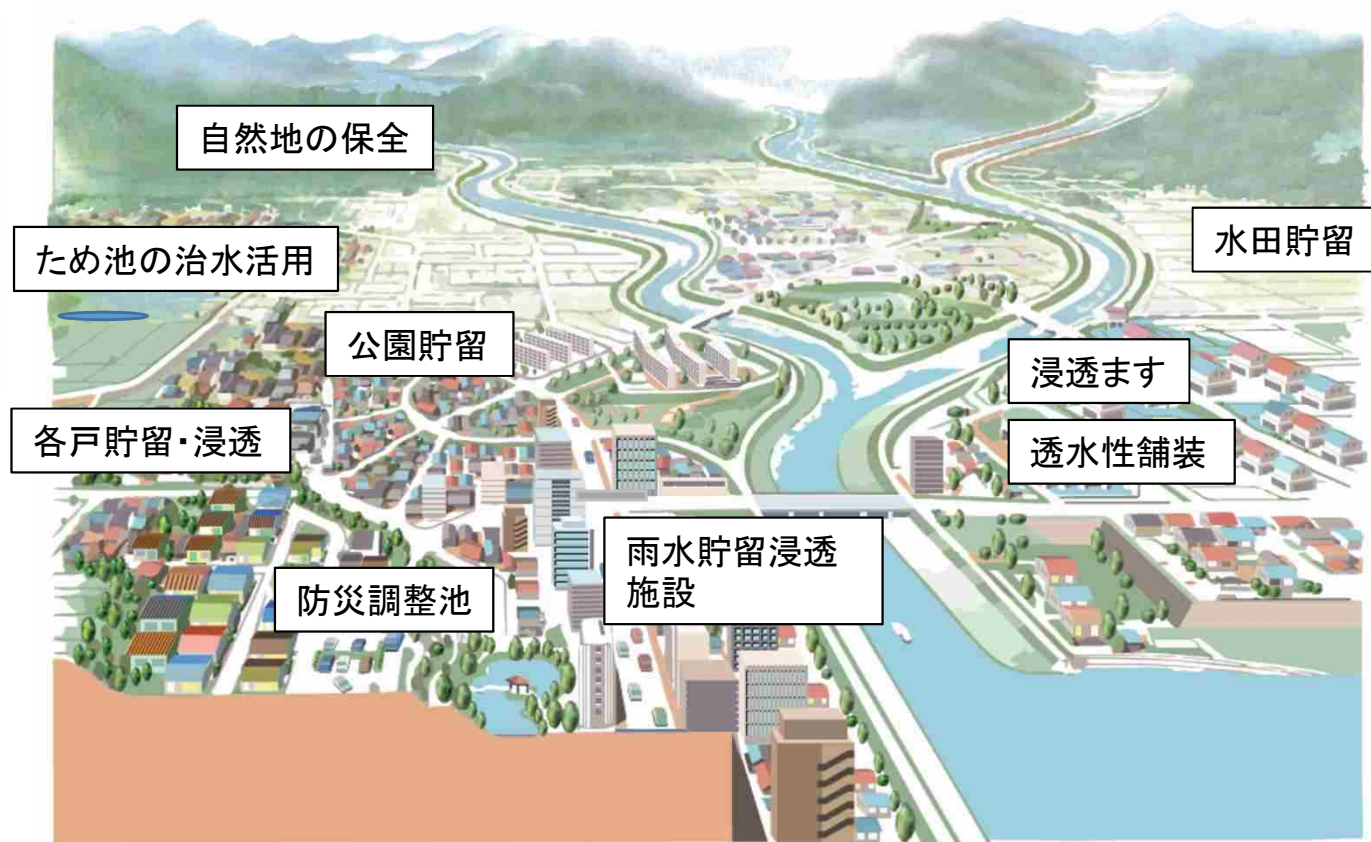 自然地の保全
水田貯留
ため池の治水活用
公園貯留
浸透ます
各戸貯留・浸透
透水性舗装
雨水貯留浸透
施設
防災調整池